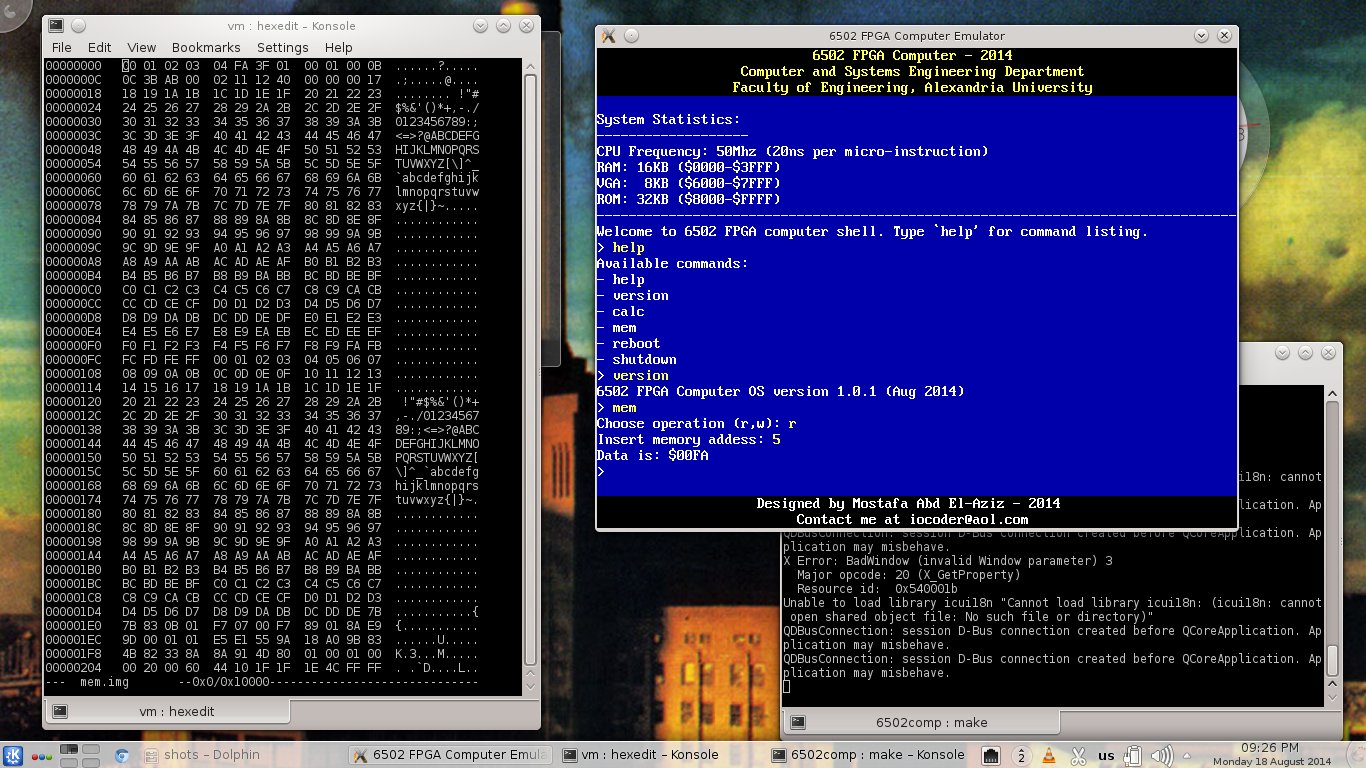 vm : hexedit – Konsole
File Edit View Bookmarks Settings Help
00000000 00 01 02 03 04 FA 3F 01 00 01 00 0B ......?.....
0000000C 0C 3B AB 00 02 11 12 40 00 00 00 17 .;.....@....
00000018 18 19 1A 1B 1C 1D 1E 1F 20 21 22 23 ........ !"#
00000024 24 25 26 27 28 29 2A 2B 2C 2D 2E 2F $%&'()*+,-./
00000030 30 31 32 33 34 35 36 37 38 39 3A 3B 0123456789:;
0000003C 3C 3D 3E 3F 40 41 42 43 44 45 46 47 <=>?@ABCDEFG
00000048 48 49 4A 4B 4C 4D 4E 4F 50 51 52 53 HIJKLMNOPQRS
00000054 54 55 56 57 58 59 5A 5B 5C 5D 5E 5F TUVWXYZ[\]^_
00000060 60 61 62 63 64 65 66 67 68 69 6A 6B `abcdefghijk
0000006C 6C 6D 6E 6F 70 71 72 73 74 75 76 77 lmnopqrstuvw
00000078 78 79 7A 7B 7C 7D 7E 7F 80 81 82 83 xyz{|}~.....
00000084 84 85 86 87 88 89 8A 8B 8C 8D 8E 8F ............
00000090 90 91 92 93 94 95 96 97 98 99 9A 9B ............
0000009C 9C 9D 9E 9F A0 A1 A2 A3 A4 A5 A6 A7 ............
000000A8 A8 A9 AA AB AC AD AE AF B0 B1 B2 B3 ............
000000B4 B4 B5 B6 B7 B8 B9 BA BB BC BD BE BF ............
000000C0 C0 C1 C2 C3 C4 C5 C6 C7 C8 C9 CA CB ............
000000CC CC CD CE CF D0 D1 D2 D3 D4 D5 D6 D7 ............
000000D8 D8 D9 DA DB DC DD DE DF E0 E1 E2 E3 ............
000000E4 E4 E5 E6 E7 E8 E9 EA EB EC ED EE EF ............
000000F0 F0 F1 F2 F3 F4 F5 F6 F7 F8 F9 FA FB ............
000000FC FC FD FE FF 00 01 02 03 04 05 06 07 ............
00000108 08 09 0A 0B 0C 0D 0E 0F 10 11 12 13 ............
00000114 14 15 16 17 18 19 1A 1B 1C 1D 1E 1F ............
00000120 20 21 22 23 24 25 26 27 28 29 2A 2B  !"#$%&'()*+
0000012C 2C 2D 2E 2F 30 31 32 33 34 35 36 37 ,-./01234567
00000138 38 39 3A 3B 3C 3D 3E 3F 40 41 42 43 89:;<=>?@ABC
00000144 44 45 46 47 48 49 4A 4B 4C 4D 4E 4F DEFGHIJKLMNO
00000150 50 51 52 53 54 55 56 57 58 59 5A 5B PQRSTUVWXYZ[
0000015C 5C 5D 5E 5F 60 61 62 63 64 65 66 67 \]^_`abcdefg
00000168 68 69 6A 6B 6C 6D 6E 6F 70 71 72 73 hijklmnopqrs
00000174 74 75 76 77 78 79 7A 7B 7C 7D 7E 7F tuvwxyz{|}~.
00000180 80 81 82 83 84 85 86 87 88 89 8A 8B ............
0000018C 8C 8D 8E 8F 90 91 92 93 94 95 96 97 ............
00000198 98 99 9A 9B 9C 9D 9E 9F A0 A1 A2 A3 ............
000001A4 A4 A5 A6 A7 A8 A9 AA AB AC AD AE AF ............
000001B0 B0 B1 B2 B3 B4 B5 B6 B7 B8 B9 BA BB ............
000001BC BC BD BE BF C0 C1 C2 C3 C4 C5 C6 C7 ............
000001C8 C8 C9 CA CB CC CD CE CF D0 D1 D2 D3 ............
000001D4 D4 D5 D6 D7 D8 D9 DA DB DC DD DE 7B ...........{
000001E0 7B 83 0B 01 F7 07 00 F7 89 01 8A E9 {...........
000001EC 9D 00 01 01 E5 E1 55 9A 18 A0 9B 83 ......U.....
000001F8 4B 82 33 8A 8A 91 4D 80 01 00 01 00 K.3...M.....
00000204 00 20 00 60 44 10 1F 1F 1E 4C FF FF . .`D....L..
--- mem.img --0x0/0x10000---------------------------
vm : hexedit
6502 FPGA Computer Emulator
6502 FPGA Computer - 2014
Computer and Systems Engineering Department
Faculty of Engineering, Alexandria University
System Statistics:
-------------------
CPU Frequency: 50Mhz (20ns per micro-instruction)
RAM: 16KB ($0000-$3FFF)
VGA: 8KB ($6000-$7FFF)
ROM: 32KB ($8000-$FFFF)
--------------------------------------------------------------------------------
Welcome to 6502 FPGA computer shell. Type `help' for command listing.
> help
Available commands:
- help
- version
- calc
- mem
- reboot
- shutdown
> version
6502 FPGA Computer OS version 1.0.1 (Aug 2014)
> mem
Choose operation (r,w): r
Insert memory addess: 5
Data is: $00FA
>
Designed by Mostafa Abd El-Aziz - 2014
Contact me at iocoder@aol.com
i18n: cannot
plication. Ap
QDBusConnection: session D-Bus connection created before QCoreApplication. Ap
plication may misbehave.
X Error: BadWindow (invalid Window parameter) 3
Major opcode: 20 (X_GetProperty)
Resource id: 0x540001b
Unable to load library icui18n "Cannot load library icui18n: (icui18n: cannot
open shared object file: No such file or directory)"
QDBusConnection: session D-Bus connection created before QCoreApplication. Ap
plication may misbehave.
QDBusConnection: session D-Bus connection created before QCoreApplication. Ap
plication may misbehave.
6502comp : make
shots – Dolphin
6502 FPGA Computer Emula
vm : hexedit – Konsole
6502comp : make – Konsole
2
us
09:26 PM
Monday 18 August 2014